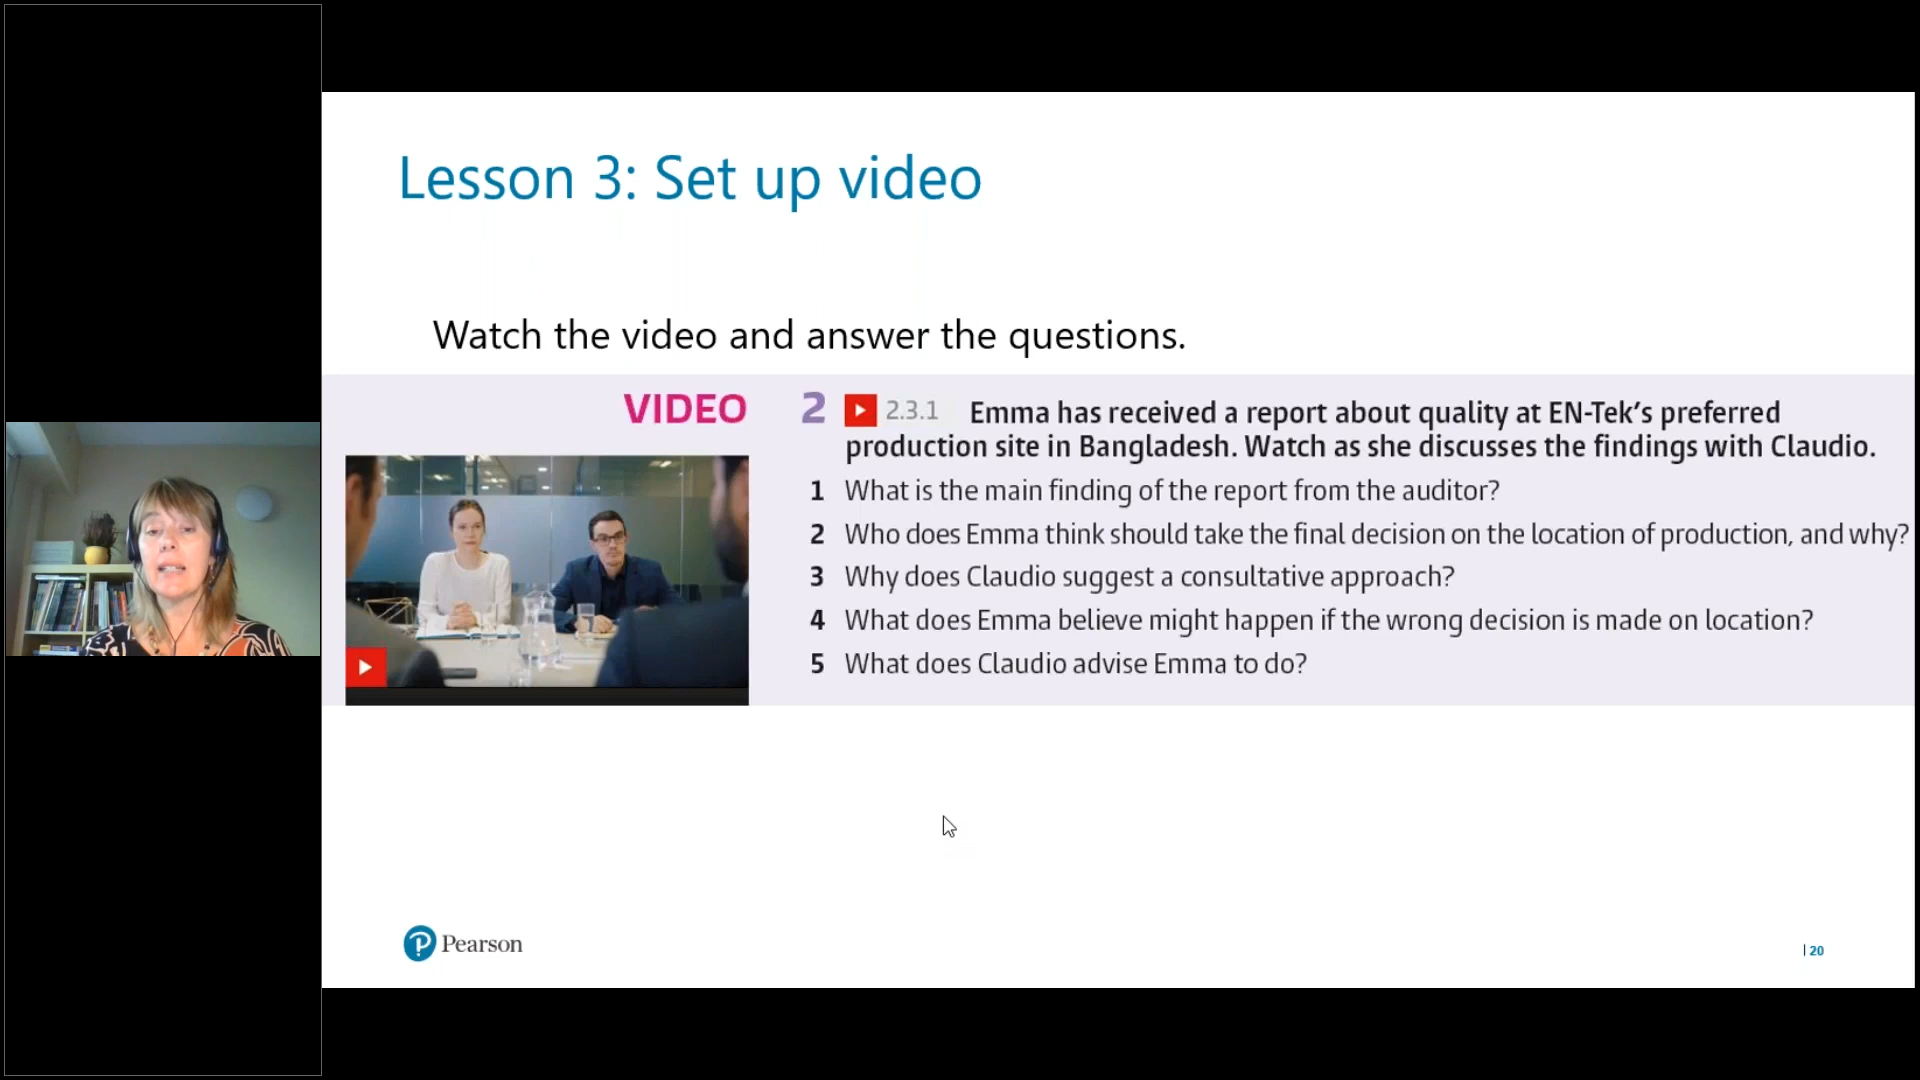 Lesson 3: Set up video
Watch the video and answer the questions.
VIDEO
2 2.3.1 Emma has received a report about quality at EN-Tek’s preferred
production site in Bangladesh. Watch as she discusses the findings with Claudio.
1 What is the main finding of the report from the auditor?
2 Who does Emma think should take the final decision on the location of production, and why?
3 Why does Claudio suggest a consultative approach?
4 What does Emma believe might happen if the wrong decision is made on location?
5 What does Claudio advise Emma to do?
Pearson
| 20